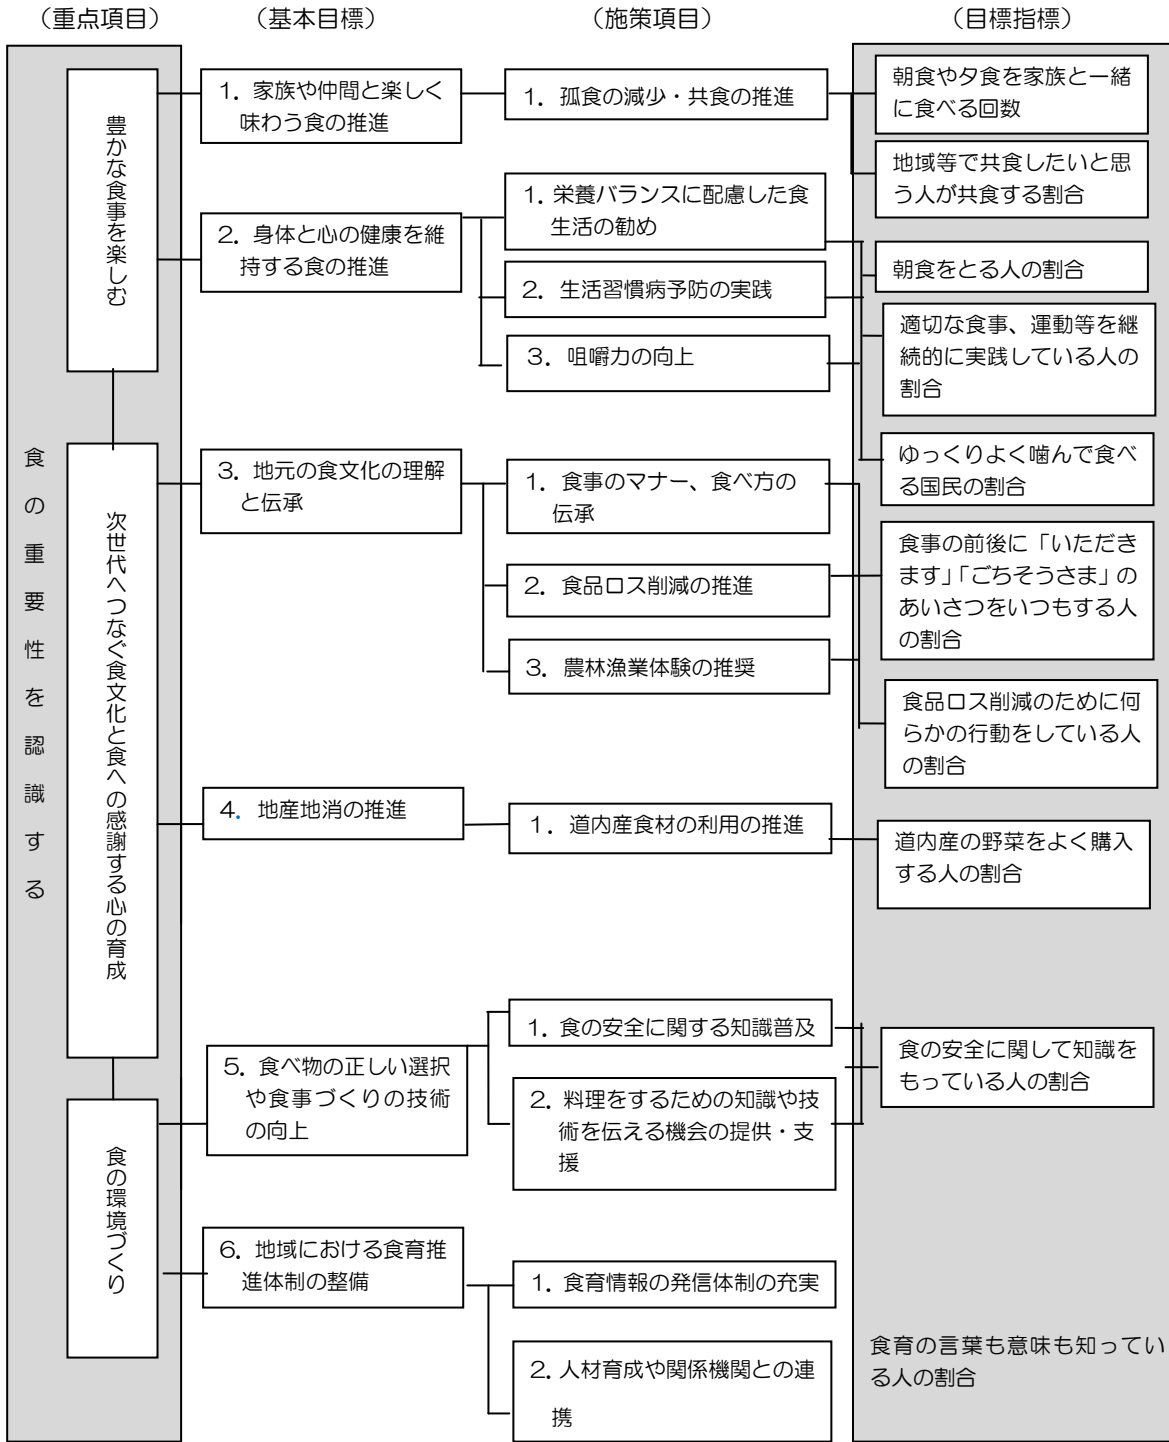 （重点項目）
（基本目標）
（施策項目）
（目標指標）
食の重要性を認識する
豊かな食事を楽しむ
1．家族や仲間と楽しく
味わう食の推進
1．孤食の減少・共食の推進
朝食や夕食を家族と一緒
に食べる回数
地域等で共食したいと思
う人が共食する割合
2．身体と心の健康を維
持する食の推進
1．栄養バランスに配慮した食
生活の勧め
2．生活習慣病予防の実践
3．咀嚼力の向上
朝食をとる人の割合
適切な食事、運動等を継
続的に実践している人の
割合
ゆっくりよく噛んで食べ
る国民の割合
次世代へつなぐ食文化と食への感謝する心の育成
3．地元の食文化の理解
と伝承
1．食事のマナー、食べ方の
伝承
2．食品ロス削減の推進
3．農林漁業体験の推奨
食事の前後に「いただき
ます」「ごちそうさま」の
あいさつをいつもする人
の割合
食品ロス削減のために何
らかの行動をしている人
の割合
4．地産地消の推進
1．道内産食材の利用の推進
道内産の野菜をよく購入
する人の割合
食の環境づくり
5．食べ物の正しい選択
や食事づくりの技術
の向上
1．食の安全に関する知識普及
2．料理をするための知識や技
術を伝える機会の提供・支
援
食の安全に関して知識を
もっている人の割合
6．地域における食育推
進体制の整備
1．食育情報の発信体制の充実
2．人材育成や関係機関との連
携
食育の言葉も意味も知ってい
る人の割合